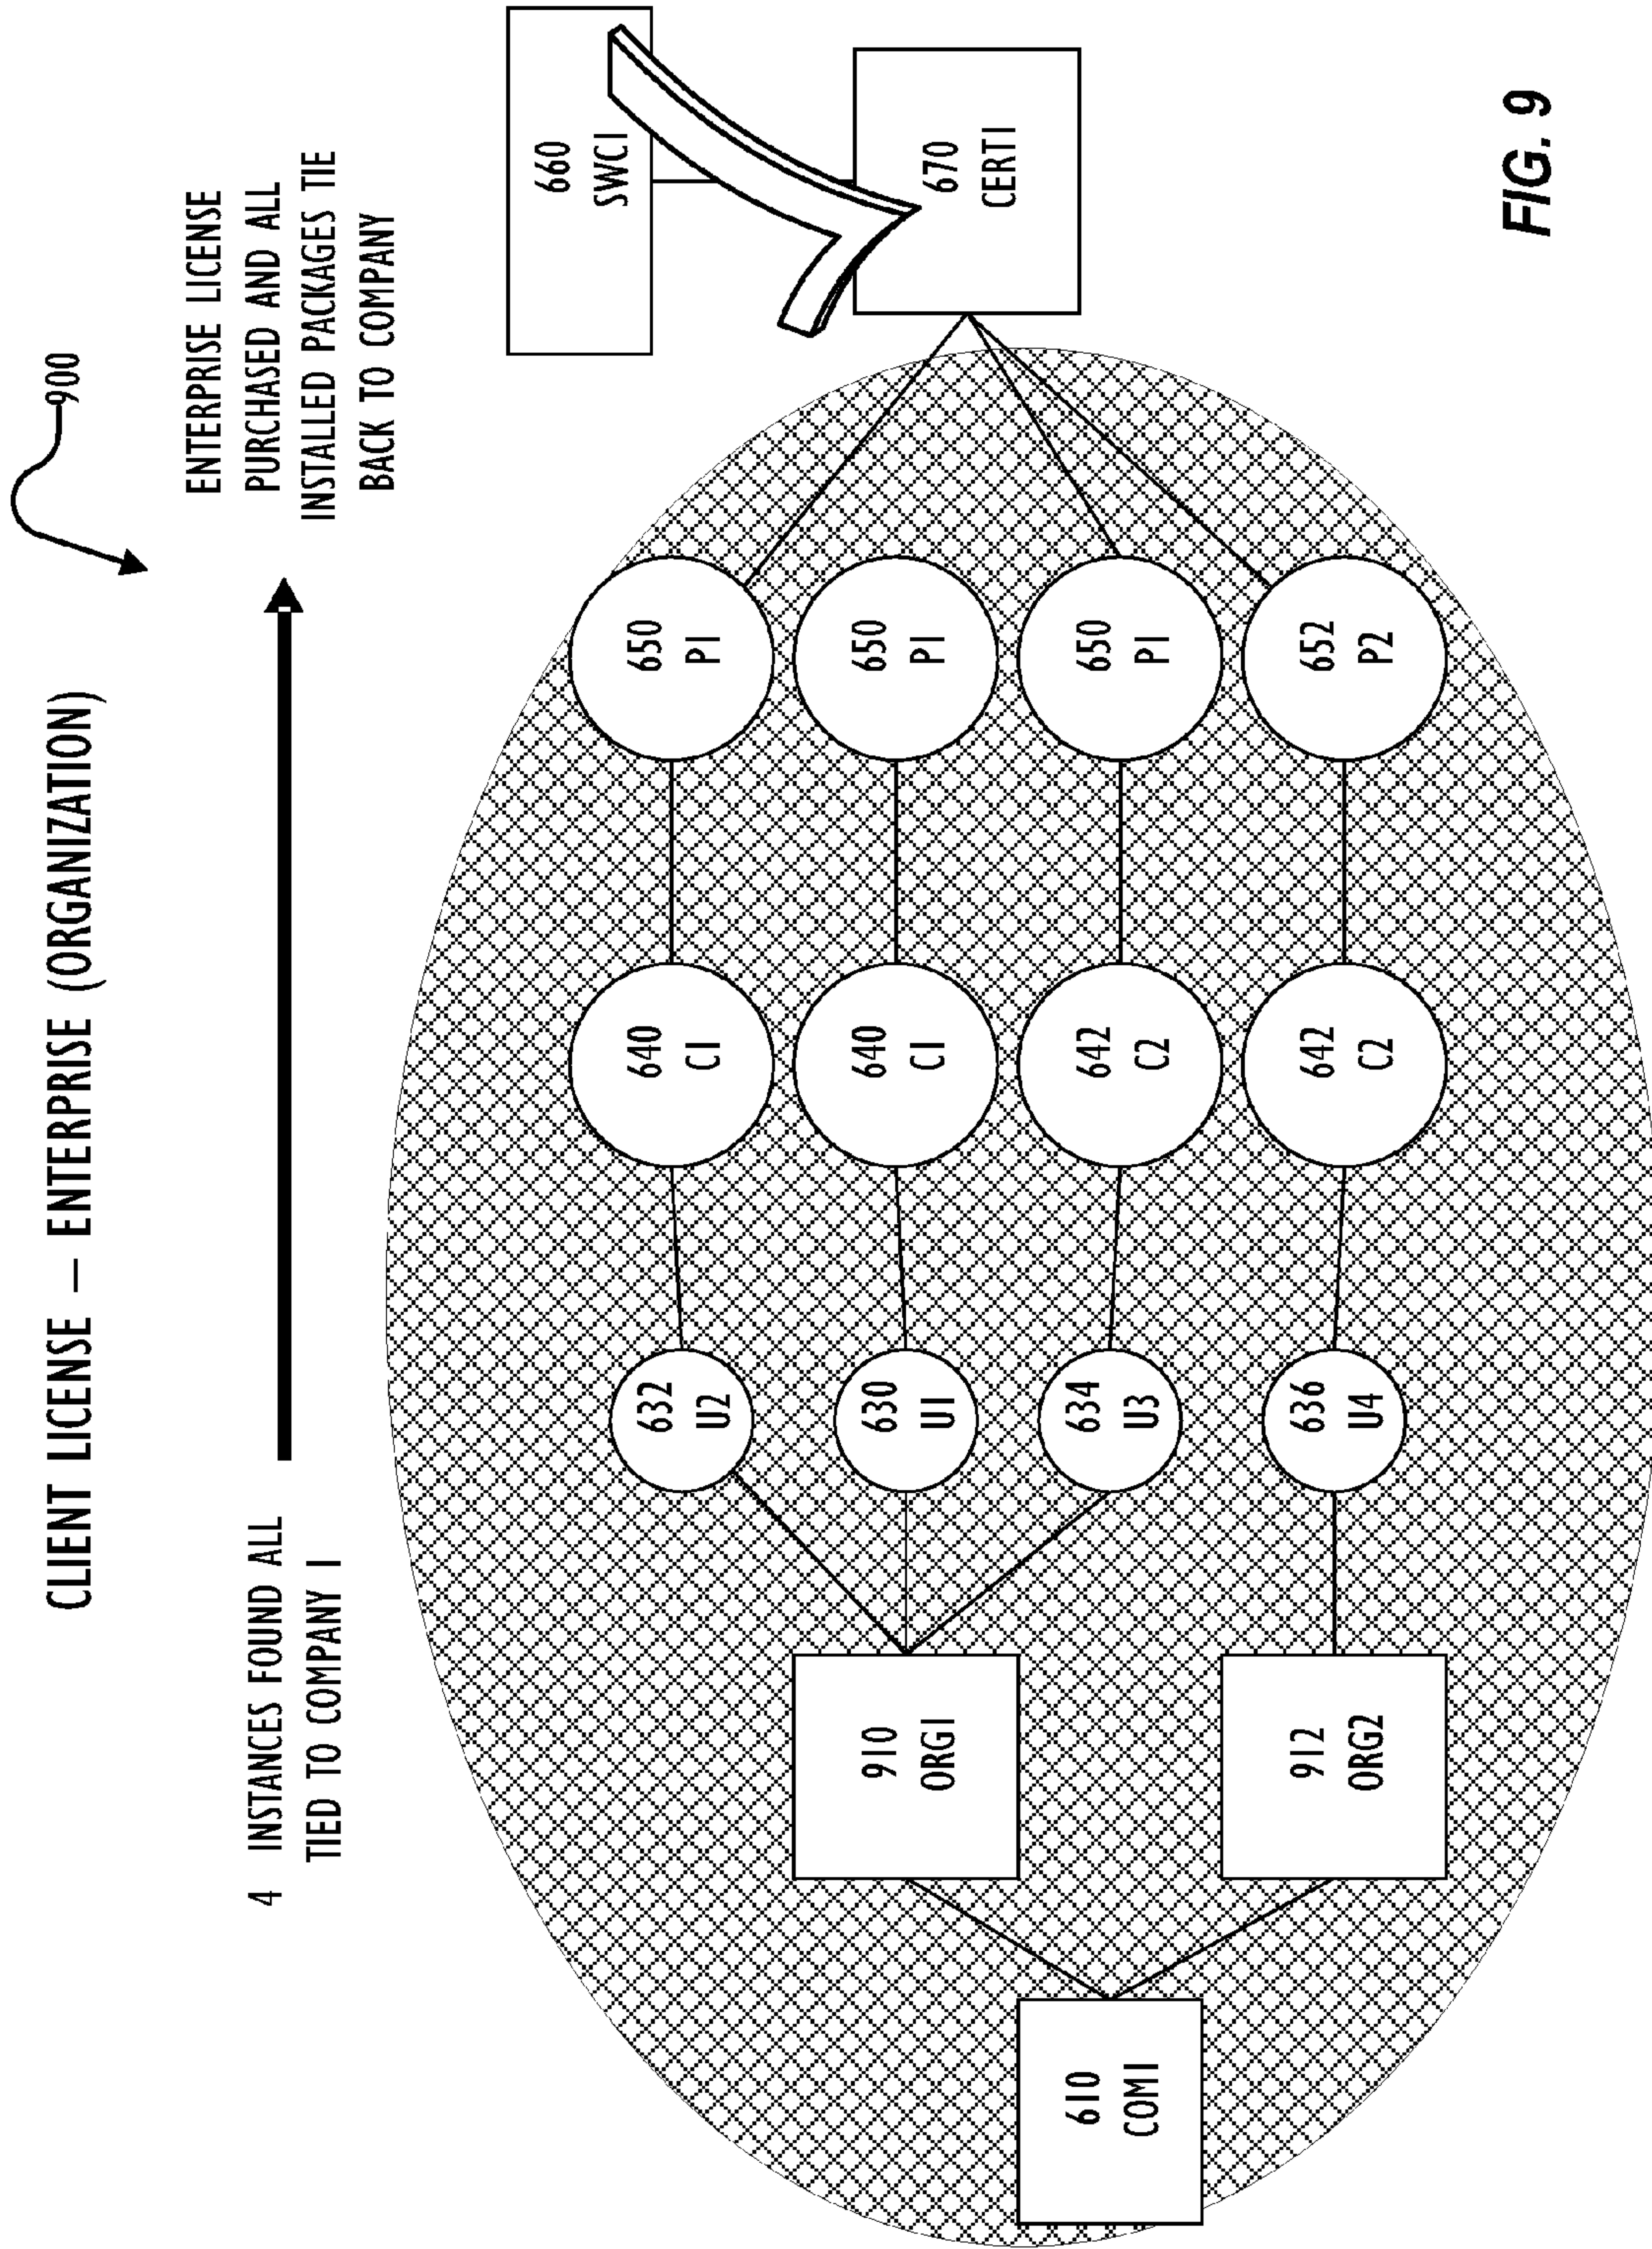 CLIENT LICENSE – ENTERPRISE (ORGANIZATION)
900
4 INSTANCES FOUND ALL
TIED TO COMPANY 1
ENTERPRISE LICENSE
PURCHASED AND ALL
INSTALLED PACKAGES TIE
BACK TO COMPANY
660
SWC1
670
CERT1
632
U2
640
C1
650
P1
910
ORG1
630
U1
640
C1
650
P1
610
COM1
634
U3
642
C2
650
P1
912
ORG2
636
U4
642
C2
652
P2
FIG. 9